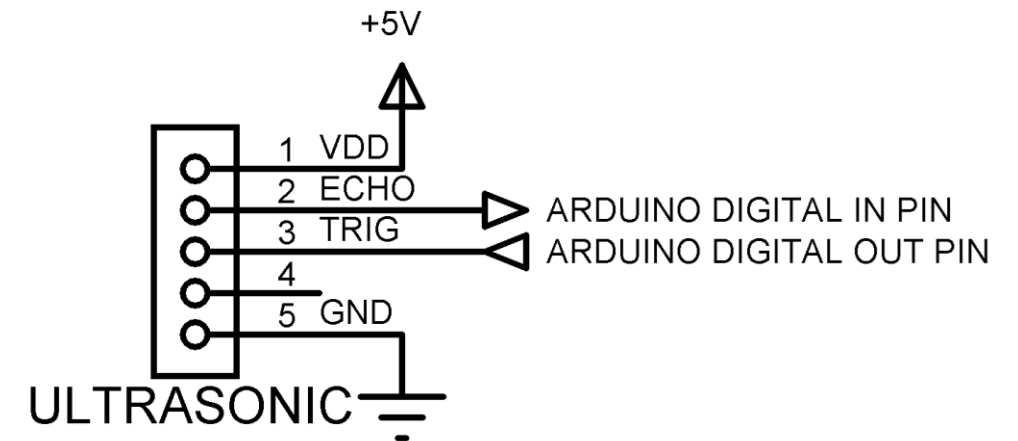 +5V
1 VDD
2 ECHO
ARDUINO DIGITAL IN PIN
3 TRIG
ARDUINO DIGITAL OUT PIN
4
5 GND
ULTRASONIC